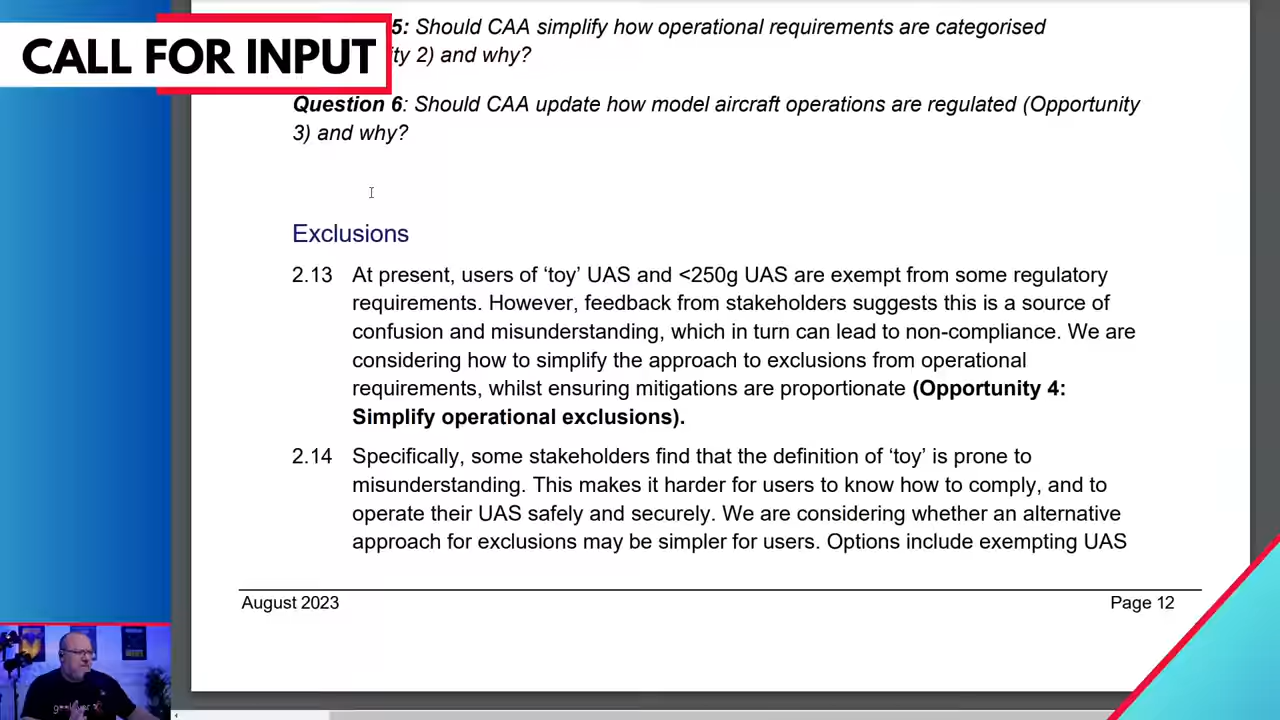 CALL FOR INPUT
5: Should CAA simplify how operational requirements are categorised
ity 2) and why?
Question 6: Should CAA update how model aircraft operations are regulated (Opportunity
3) and why?
Exclusions
2.13 At present, users of ‘toy’ UAS and <250g UAS are exempt from some regulatory
requirements. However, feedback from stakeholders suggests this is a source of
confusion and misunderstanding, which in turn can lead to non-compliance. We are
considering how to simplify the approach to exclusions from operational
requirements, whilst ensuring mitigations are proportionate (Opportunity 4:
Simplify operational exclusions).
2.14 Specifically, some stakeholders find that the definition of ‘toy’ is prone to
misunderstanding. This makes it harder for users to know how to comply, and to
operate their UAS safely and securely. We are considering whether an alternative
approach for exclusions may be simpler for users. Options include exempting UAS
August 2023 Page 12